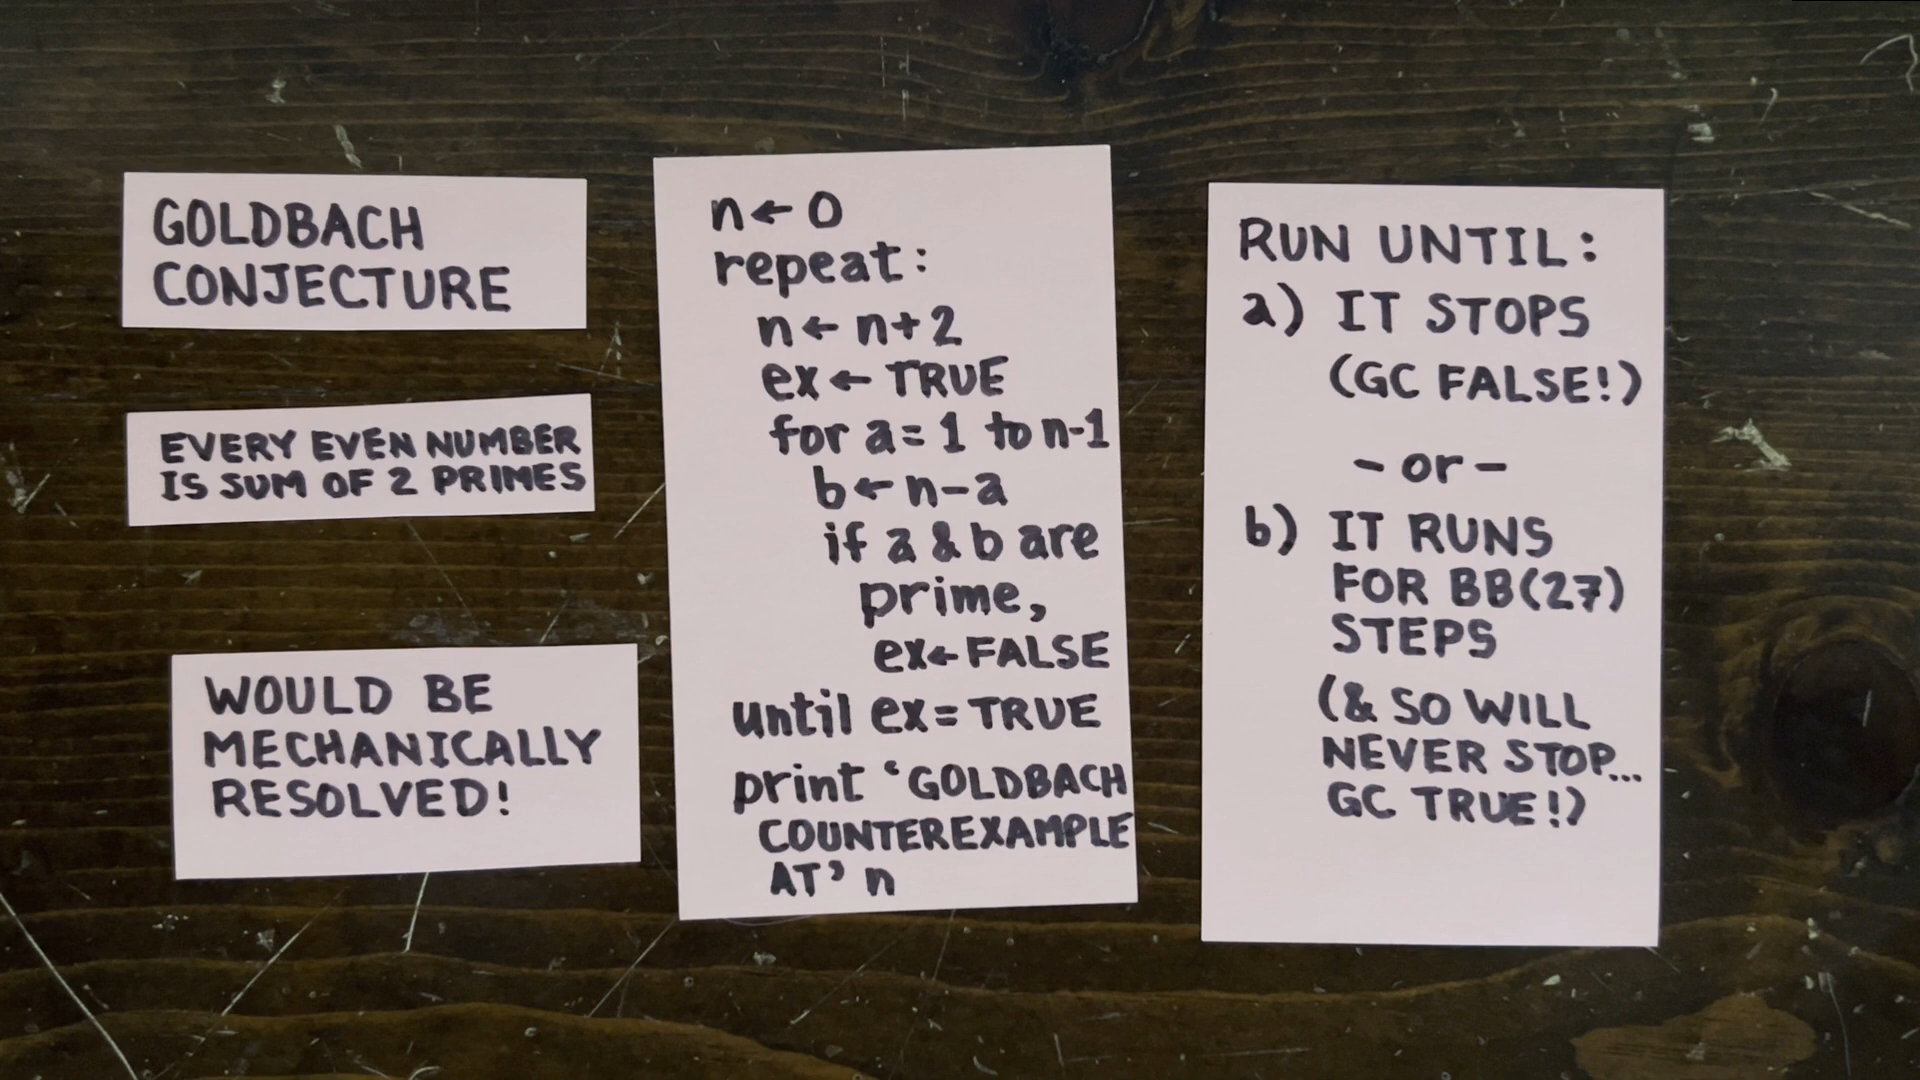 GOLDBACH
CONJECTURE
EVERY EVEN NUMBER
IS SUM OF 2 PRIMES
WOULD BE
MECHANICALLY
RESOLVED!
n←0
repeat:
n←n+2
ex←TRUE
for a=1 to n-1
b←n-a
if a & b are
prime,
ex←FALSE
until ex=TRUE
print ‘GOLDBACH
COUNTEREXAMPLE
AT’ n
RUN UNTIL:
a) IT STOPS
(GC FALSE!)
- or -
b) IT RUNS
FOR BB(27)
STEPS
(& SO WILL
NEVER STOP...
GC TRUE!)